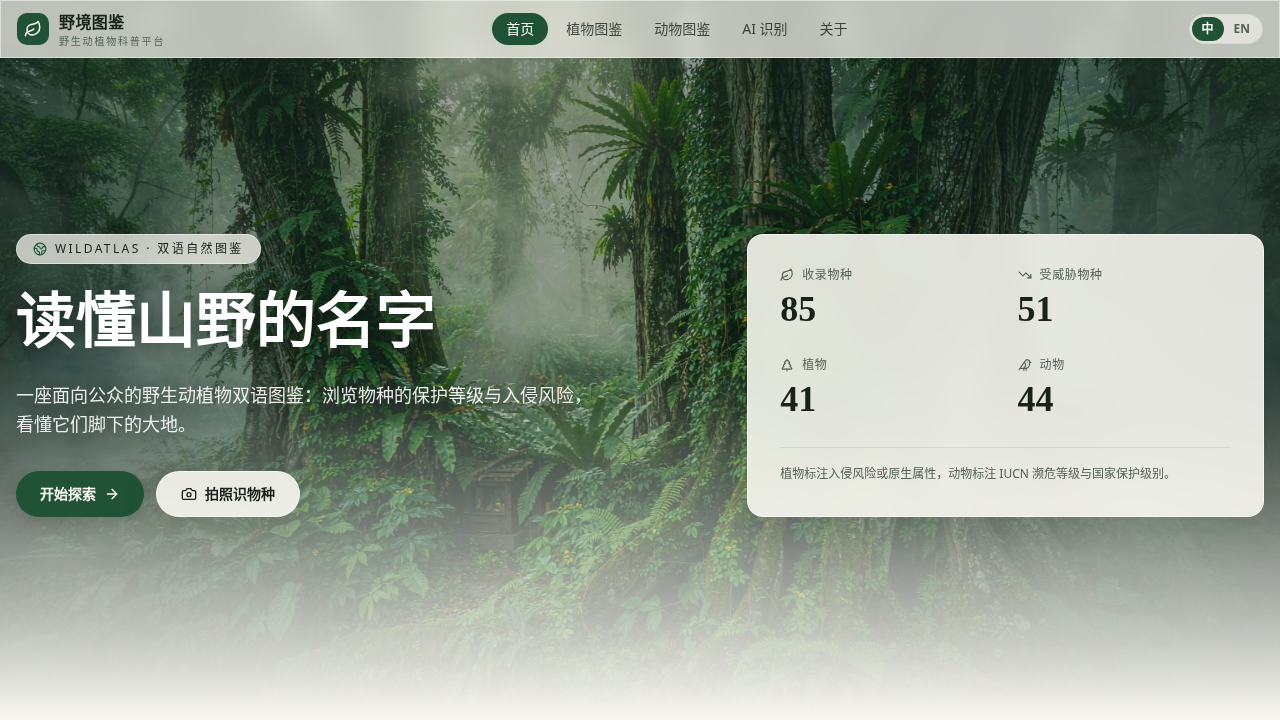 野境图鉴
野生动植物科普平台
首页
植物图鉴
动物图鉴
AI 识别
关于
中
EN
WILDATLAS · 双语自然图鉴
读懂山野的名字
一座面向公众的野生动植物双语图鉴：浏览物种的保护等级与入侵风险，
看懂它们脚下的大地。
开始探索
拍照识物种
收录物种
85
受威胁物种
51
植物
41
动物
44
植物标注入侵风险或原生属性，动物标注 IUCN 濒危等级与国家保护级别。